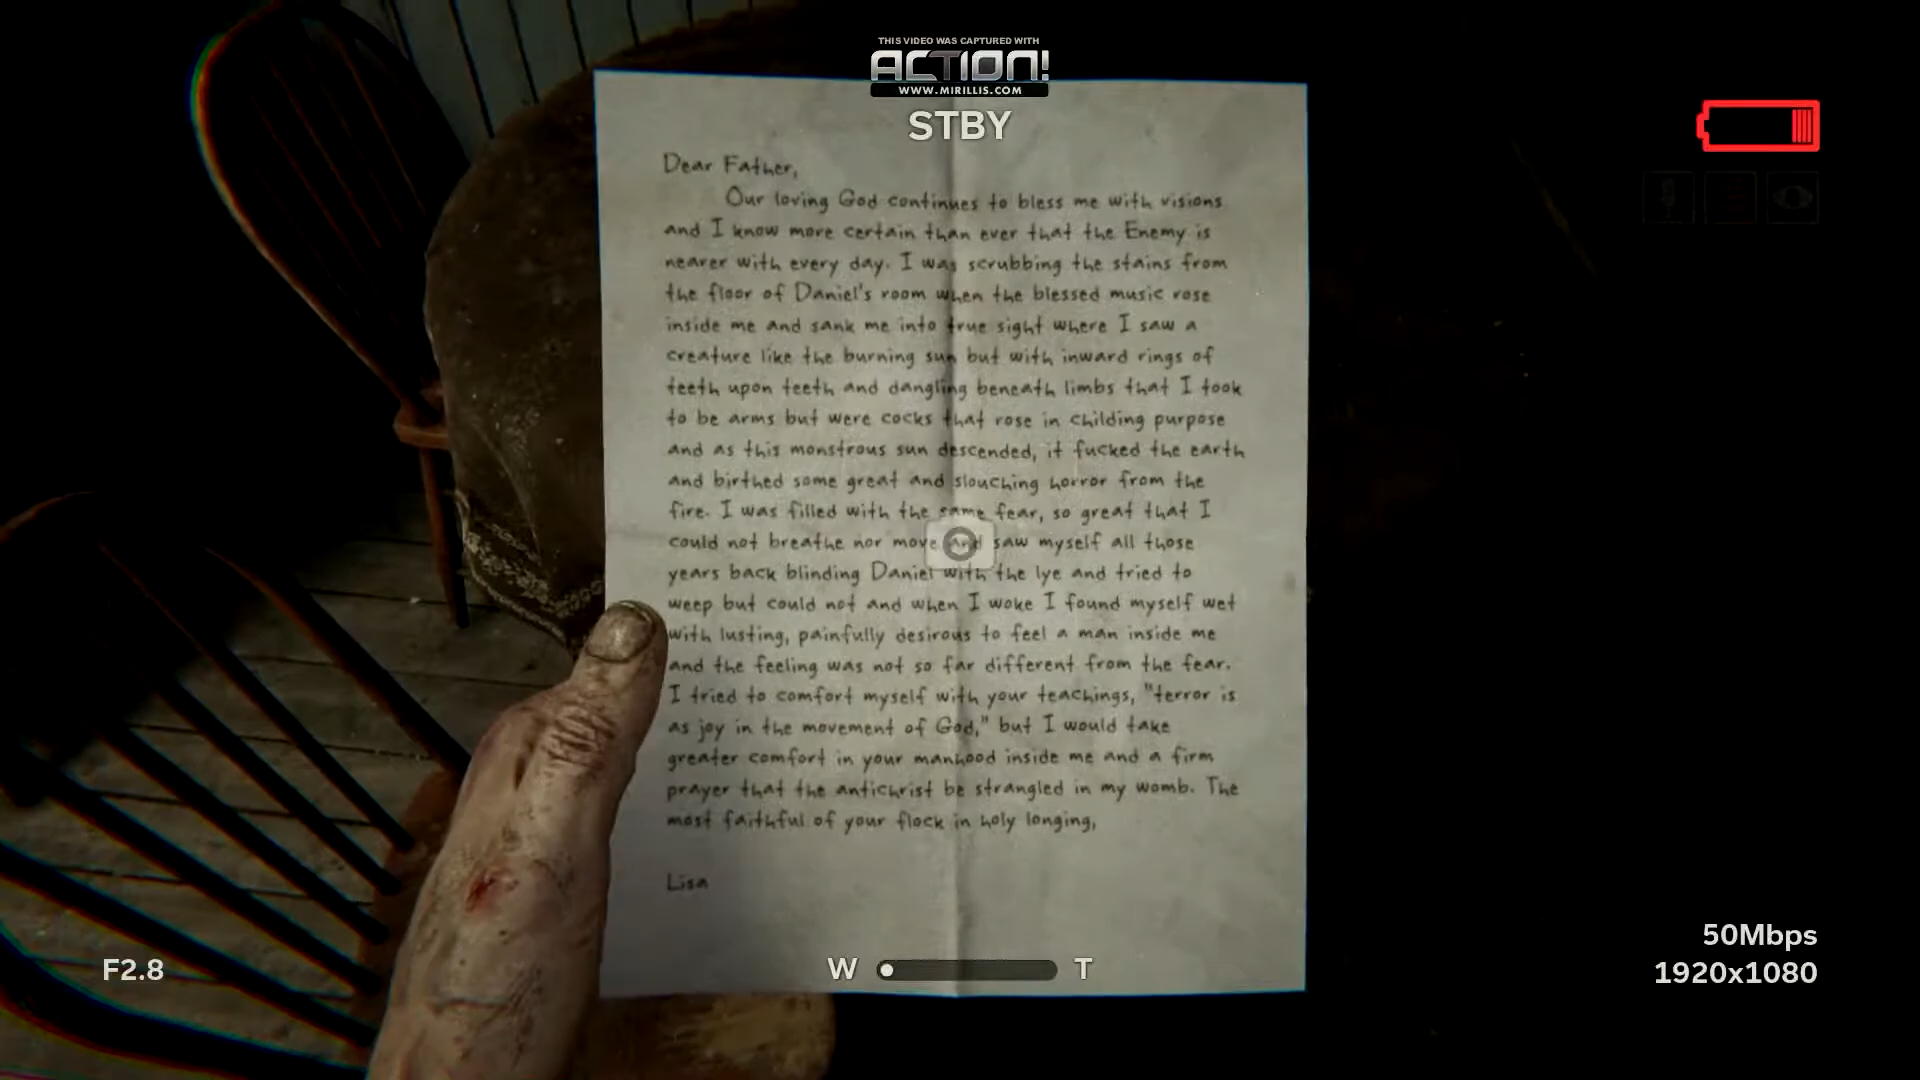 THIS VIDEO WAS CAPTURED WITH
ACTION!
WWW.MIRILLIS.COM
STBY
Dear Father,
Our loving God continues to bless me with visions
and I know more certain than ever that the Enemy is
nearer with every day. I was scrubbing the stains from
the floor of Daniel's room when the blessed music rose
inside me and sank me into true sight where I saw a
creature like the burning sun but with inward rings of
teeth upon teeth and dangling beneath limbs that I took
to be arms but were cocks that rose in childing purpose
and as this monstrous sun descended, it fucked the earth
and birthed some great and slouching horror from the
fire. I was filled with the same fear, so great that I
could not breathe nor move and saw myself all those
years back blinding Daniel with the lye and tried to
weep but could not and when I woke I found myself wet
with lusting, painfully desirous to feel a man inside me
and the feeling was not so far different from the fear.
I tried to comfort myself with your teachings, "terror is
as joy in the movement of God," but I would take
greater comfort in your manhood inside me and a firm
prayer that the antichrist be strangled in my womb. The
most faithful of your flock in holy longing,
Lisa
F2.8
W T
50Mbps
1920x1080